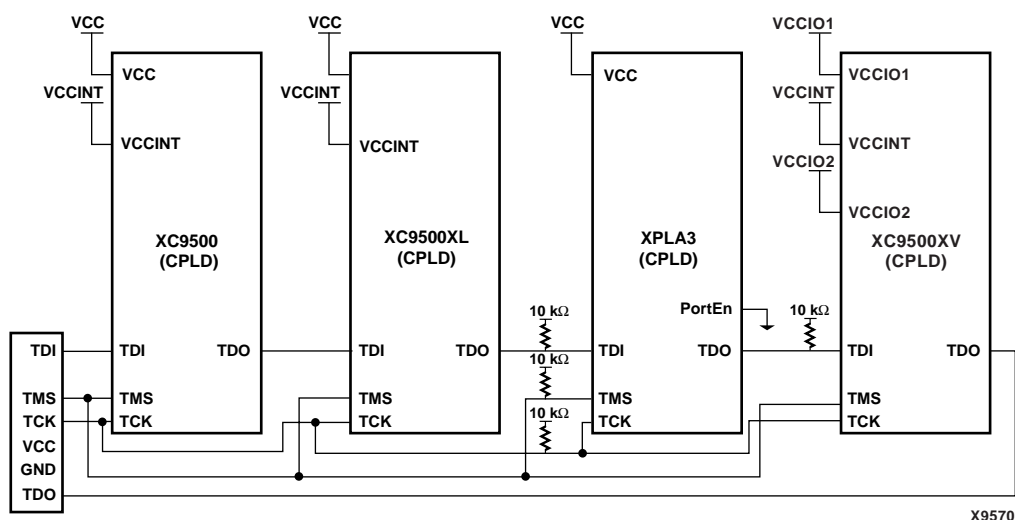 VCC
VCC
VCC
VCCIO1
VCC
VCC
VCCIO1
VCCINT
VCCINT
VCCINT
VCCINT
VCCINT
VCCINT
VCCIO2
VCCIO2
XC9500
(CPLD)
XC9500XL
(CPLD)
XPLA3
(CPLD)
XC9500XV
(CPLD)
PortEn
10 kΩ
10 kΩ
TDI
TDI
TDO
TDI
TDO
TDI
TDO
TDI
TDO
10 kΩ
TMS
TMS
TMS
TMS
TMS
TCK
TCK
TCK
10 kΩ
TCK
TCK
VCC
GND
TDO
X9570